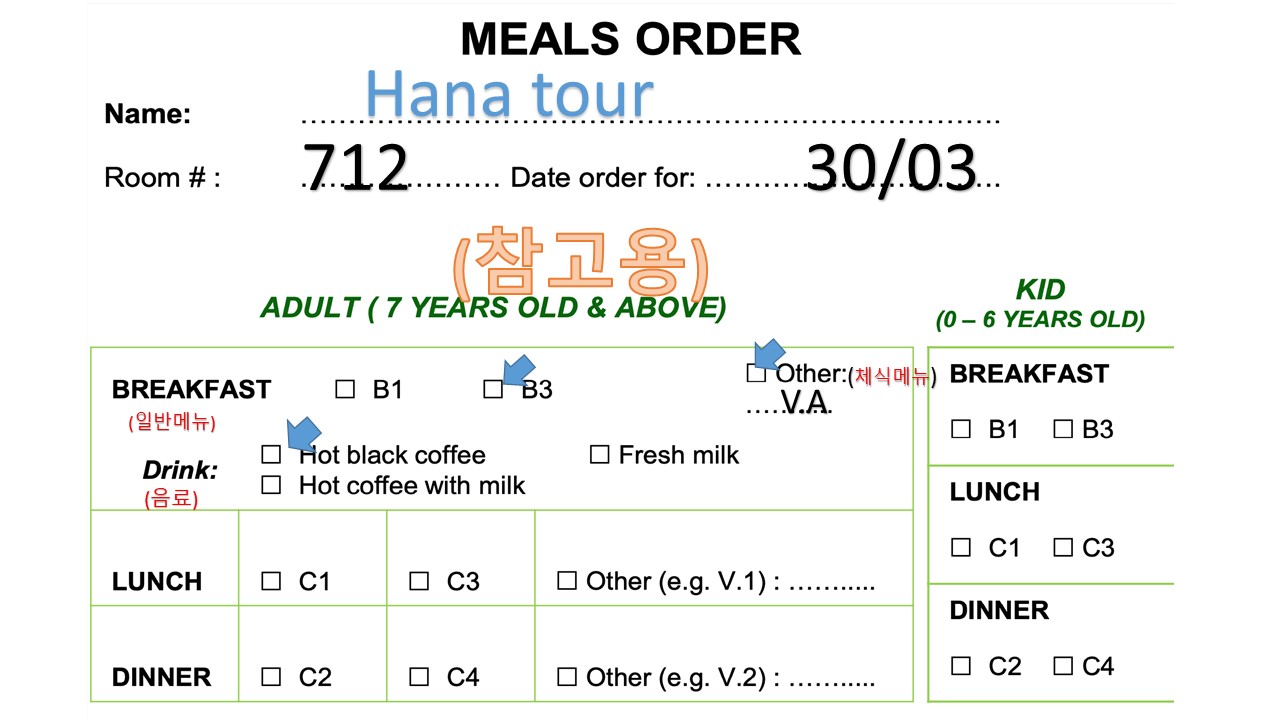 MEALS ORDER
Name: Hana tour
Room # : 712 Date order for: 30/03
(참고용)
ADULT ( 7 YEARS OLD & ABOVE)
KID
(0 – 6 YEARS OLD)
BREAKFAST ☐ B1 ☐ B3 ☐ Other:(체식메뉴)
(일반메뉴) V.A
Drink: ☐ Hot black coffee ☐ Fresh milk
(음료) ☐ Hot coffee with milk
LUNCH ☐ C1 ☐ C3 ☐ Other (e.g. V.1) : …….....
DINNER ☐ C2 ☐ C4 ☐ Other (e.g. V.2) : …….....
BREAKFAST
☐ B1 ☐ B3
LUNCH
☐ C1 ☐ C3
DINNER
☐ C2 ☐ C4